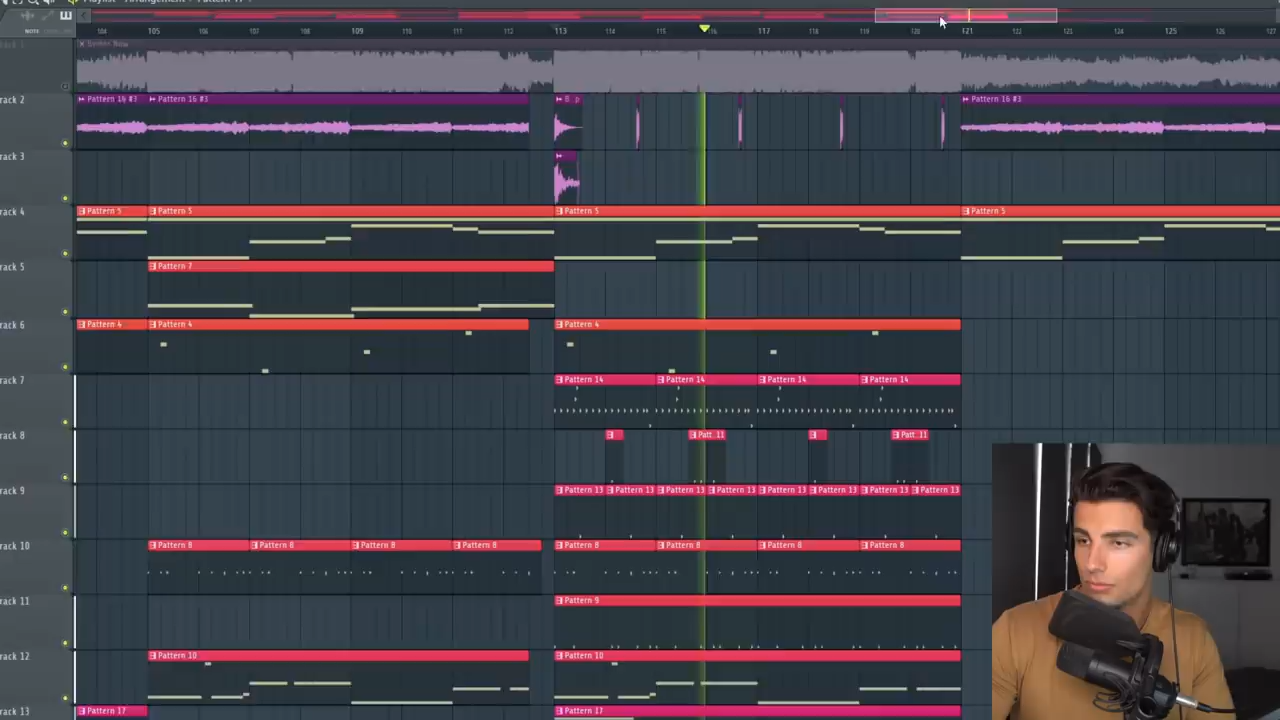 Playlist - Arrangement Pattern 17
NOTE
104 105 106 107 108 109 110 111 112 113 114 115 116 117 118 119 120 121 122 123 124 125 126 127
rack 1
rack 2 Pattern 16 #3 Pattern 16 #3 Pattern 16 #3
rack 3
rack 4 Pattern 5 Pattern 5 Pattern 5 Pattern 5
rack 5 Pattern 7
rack 6 Pattern 4 Pattern 4 Pattern 4
rack 7 Pattern 14 Pattern 14 Pattern 14 Pattern 14
rack 8 Patt..11 Patt..11
rack 9 Pattern 13 Pattern 13 Pattern 13 Pattern 13 Pattern 13 Pattern 13 Pattern 13 Pattern 13
rack 10 Pattern 8 Pattern 8 Pattern 8 Pattern 8 Pattern 8 Pattern 8 Pattern 8 Pattern 8
rack 11 Pattern 9
rack 12 Pattern 10 Pattern 10
rack 13 Pattern 17 Pattern 17